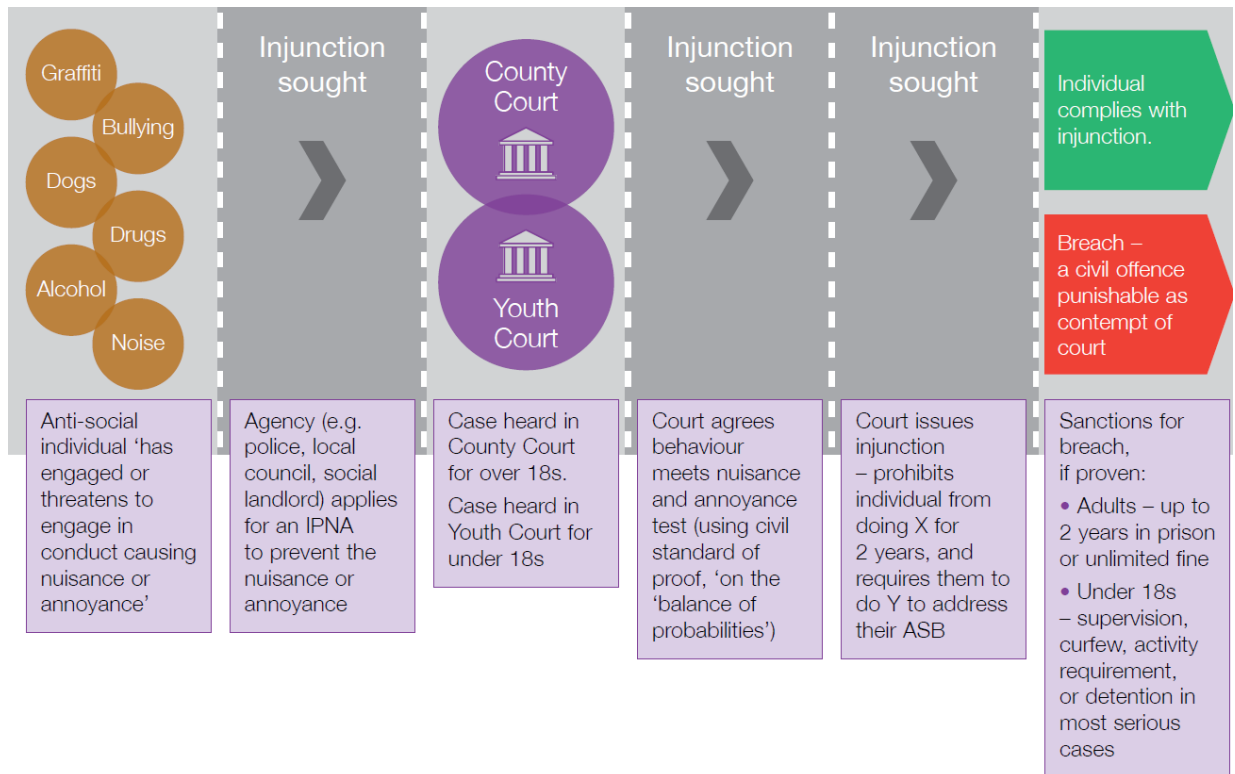 Graffiti
Bullying
Dogs
Drugs
Alcohol
Noise
Injunction
sought
County
Court
Youth
Court
Injunction
sought
Injunction
sought
Individual
complies with
injunction.
Breach –
a civil offence
punishable as
contempt of
court
Anti-social
individual ‘has
engaged or
threatens to
engage in
conduct causing
nuisance or
annoyance’
Agency (e.g.
police, local
council, social
landlord) applies
for an IPNA
to prevent the
nuisance or
annoyance
Case heard in
County Court
for over 18s.
Case heard in
Youth Court for
under 18s
Court agrees
behaviour
meets nuisance
and annoyance
test (using civil
standard of
proof, ‘on the
‘balance of
probabilities’)
Court issues
injunction
– prohibits
individual from
doing X for
2 years, and
requires them to
do Y to address
their ASB
Sanctions for
breach,
if proven:
• Adults – up to
2 years in prison
or unlimited fine
• Under 18s
– supervision,
curfew, activity
requirement,
or detention in
most serious
cases